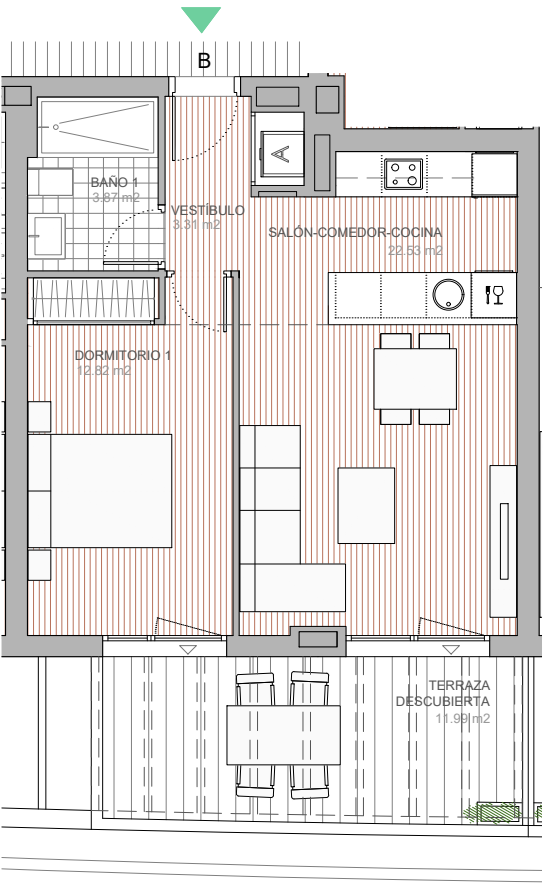 B
BAÑO 1
3.87 m2
VESTÍBULO
3.31 m2
A
SALÓN-COMEDOR-COCINA
22.53 m2
DORMITORIO 1
12.82 m2
TERRAZA
DESCUBIERTA
11.99 m2